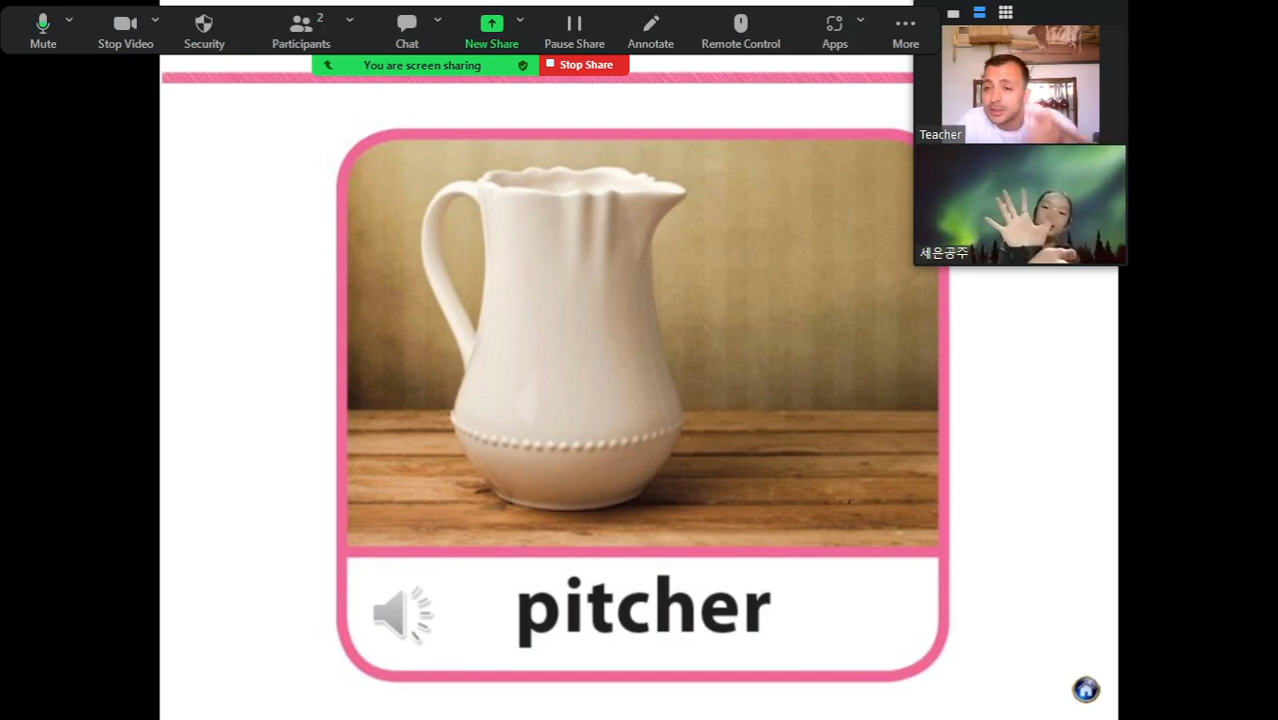 Mute
Stop Video
Security
2
Participants
Chat
New Share
Pause Share
Annotate
Remote Control
Apps
More
You are screen sharing
Stop Share
Teacher
세은공주
pitcher